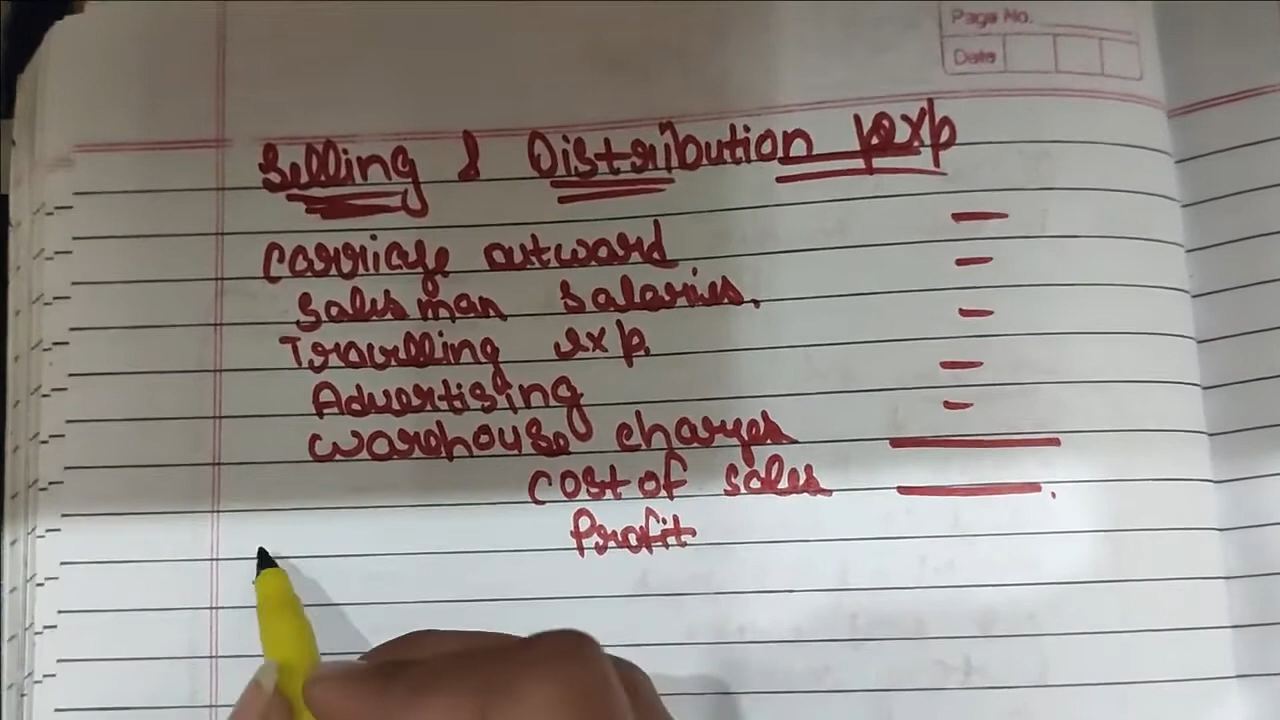 Page No.
Date
Selling & Distribution exp
Carriage outward —
Salesman salaries. —
Travelling exp. —
Advertising —
Warehouse charges —
cost of sales
Profit